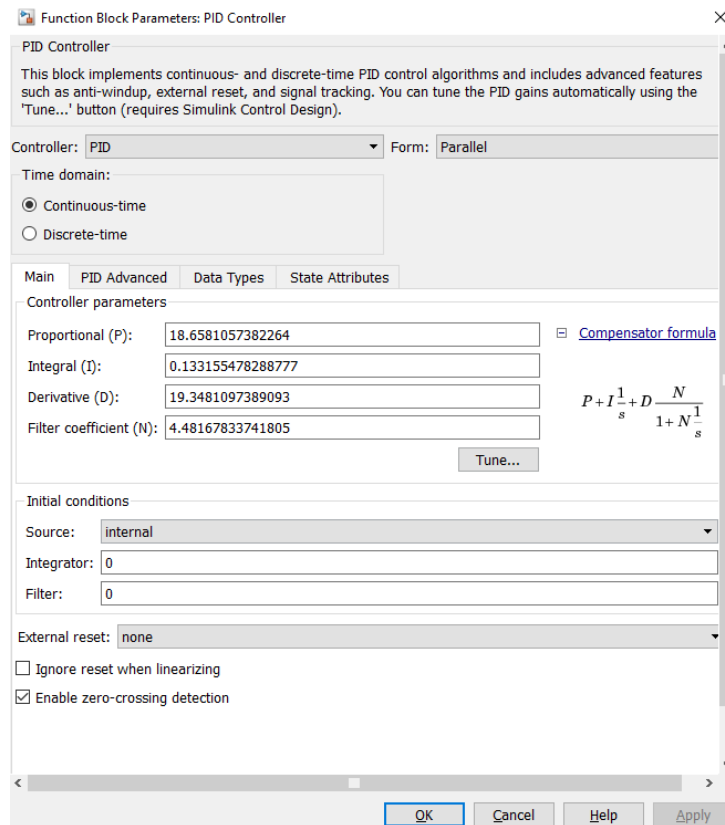 Function Block Parameters: PID Controller
PID Controller
This block implements continuous- and discrete-time PID control algorithms and includes advanced features
such as anti-windup, external reset, and signal tracking. You can tune the PID gains automatically using the
'Tune...' button (requires Simulink Control Design).
Controller: PID Form: Parallel
Time domain:
Continuous-time
Discrete-time
Main PID Advanced Data Types State Attributes
Controller parameters
Proportional (P): 18.6581057382264 Compensator formula
Integral (I): 0.133155478288777
Derivative (D): 19.3481097389093
Filter coefficient (N): 4.48167833741805
P+I 1/s +D N/(1+N 1/s)
Tune...
Initial conditions
Source: internal
Integrator: 0
Filter: 0
External reset: none
Ignore reset when linearizing
Enable zero-crossing detection
OK Cancel Help Apply